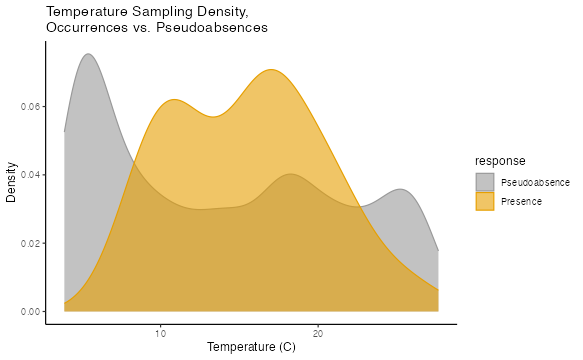 Temperature Sampling Density,
Occurrences vs. Pseudoabsences
0.06
0.04
0.02
0.00
Density
10
20
Temperature (C)
response
Pseudoabsence
Presence